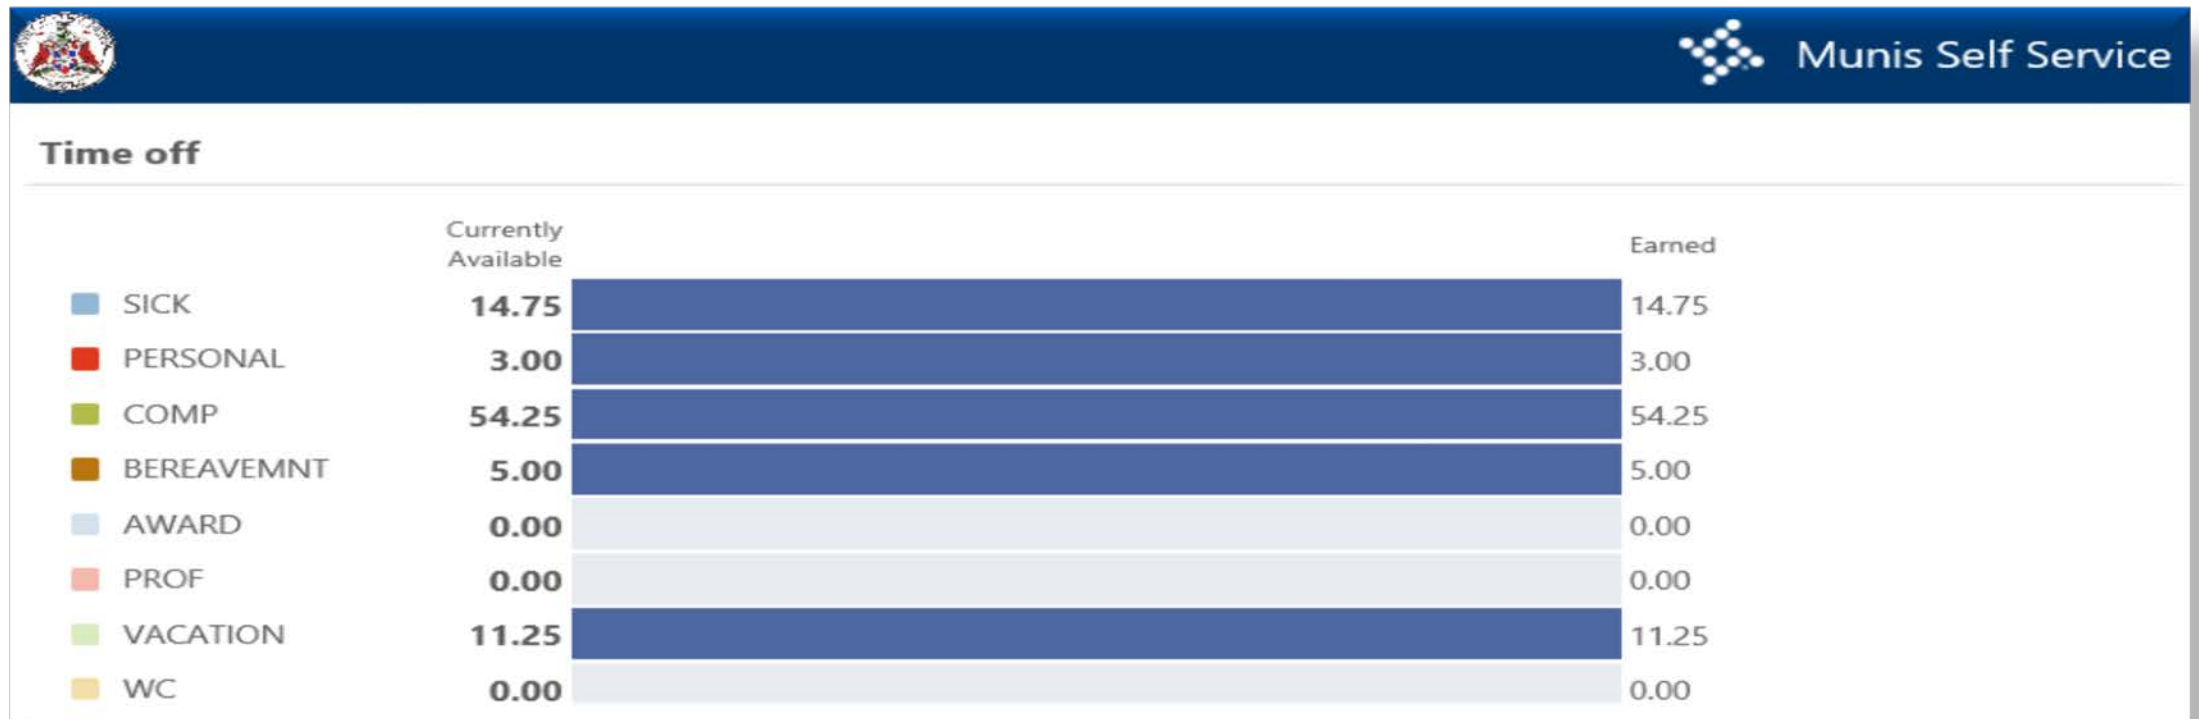 Munis Self Service
Time off
Currently
Available
Earned
SICK 14.75 14.75
PERSONAL 3.00 3.00
COMP 54.25 54.25
BEREAVEMNT 5.00 5.00
AWARD 0.00 0.00
PROF 0.00 0.00
VACATION 11.25 11.25
WC 0.00 0.00